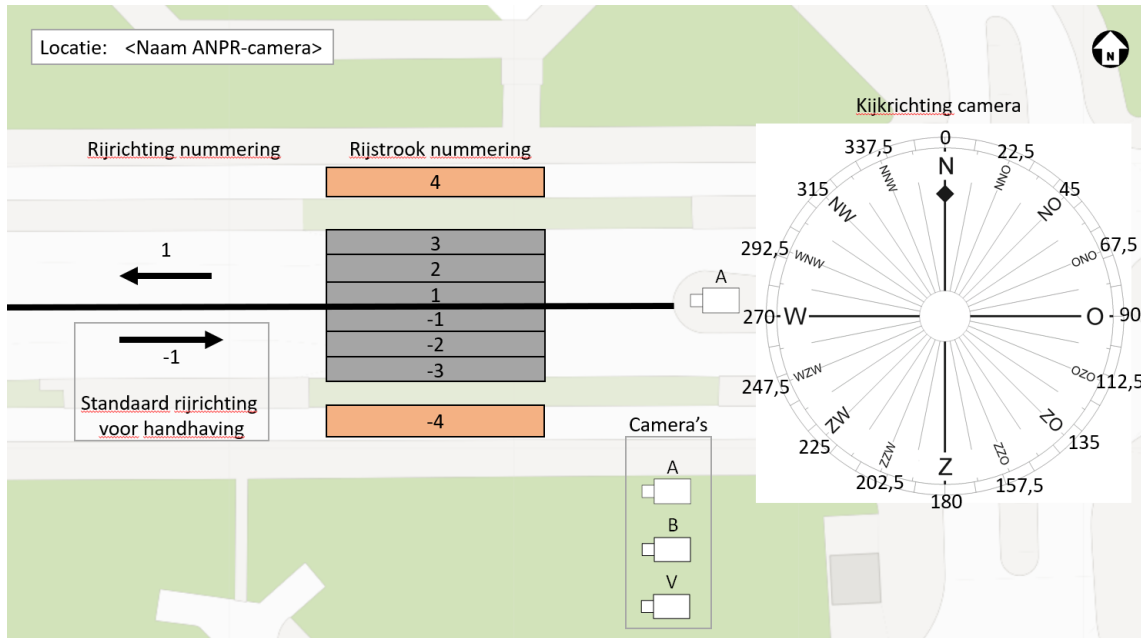 Locatie: <Naam ANPR-camera>
N
Kijkrichting camera
Rijrichting nummering
Rijstrook nummering
4
3
2
1
-1
-2
-3
-4
1
-1
Standaard rijrichting
voor handhaving
A
Camera's
A
B
V
0
22,5
45
67,5
90
112,5
135
157,5
180
202,5
225
247,5
270
292,5
315
337,5
N
NNO
NO
ONO
O
OZO
ZO
ZZO
Z
ZZW
ZW
WZW
W
WNW
NW
NNW